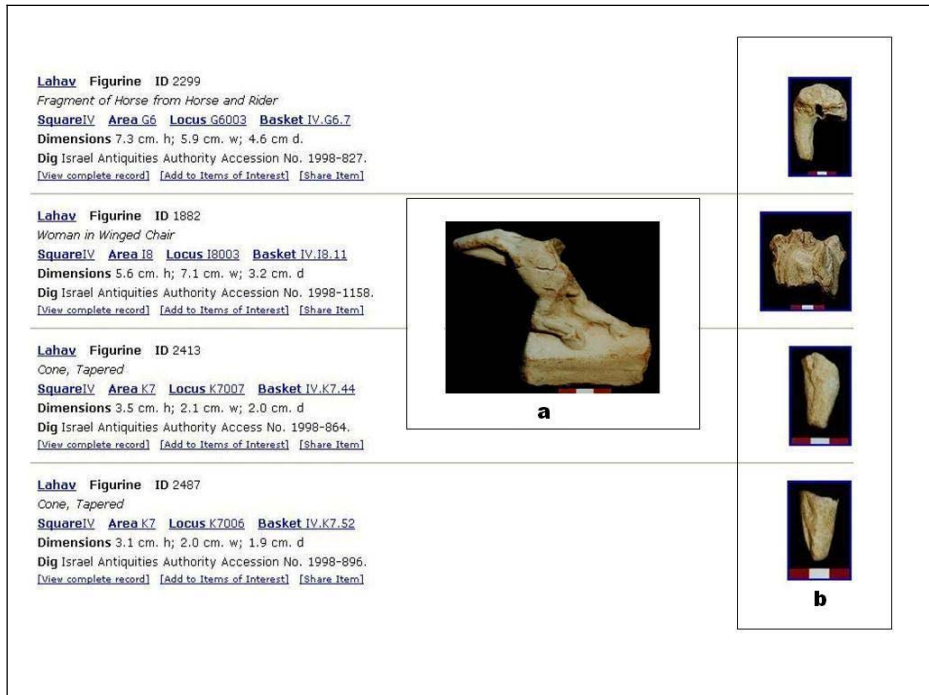 Lahav Figurine ID 2299
Fragment of Horse from Horse and Rider
SquareIV Area G6 Locus G6003 Basket IV.G6.7
Dimensions 7.3 cm. h; 5.9 cm. w; 4.6 cm d.
Dig Israel Antiquities Authority Accession No. 1998-827.
[View complete record] [Add to Items of Interest] [Share Item]
Lahav Figurine ID 1882
Woman in Winged Chair
SquareIV Area I8 Locus I8003 Basket IV.I8.11
Dimensions 5.6 cm. h; 7.1 cm. w; 3.2 cm. d
Dig Israel Antiquities Authority Accession No. 1998-1158.
[View complete record] [Add to Items of Interest] [Share Item]
a
Lahav Figurine ID 2413
Cone, Tapered
SquareIV Area K7 Locus K7007 Basket IV.K7.44
Dimensions 3.5 cm. h; 2.1 cm. w; 2.0 cm. d
Dig Israel Antiquities Authority Access No. 1998-864.
[View complete record] [Add to Items of Interest] [Share Item]
Lahav Figurine ID 2487
Cone, Tapered
SquareIV Area K7 Locus K7006 Basket IV.K7.52
Dimensions 3.1 cm. h; 2.0 cm. w; 1.9 cm. d
Dig Israel Antiquities Authority Accession No. 1998-896.
[View complete record] [Add to Items of Interest] [Share Item]
b